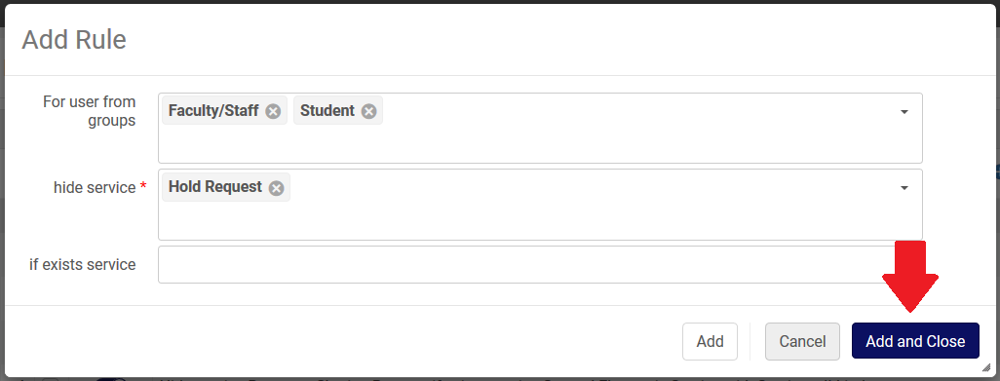 Add Rule
For user from
groups
Faculty/Staff Student
hide service *
Hold Request
if exists service
Add Cancel Add and Close